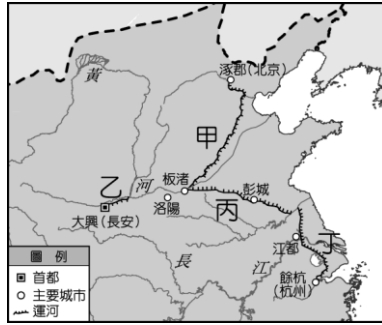 涿郡(北京)
黃
甲
乙
河
板渚
彭城
洛陽
丙
大興(長安)
江都
丁
長
江
餘杭
(杭州)
圖例
首都
主要城市
運河